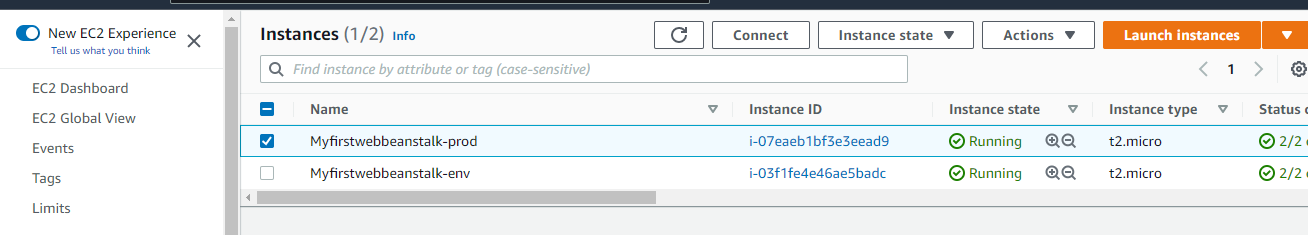 New EC2 Experience
Tell us what you think
EC2 Dashboard
EC2 Global View
Events
Tags
Limits
Instances (1/2) Info
Connect
Instance state
Actions
Launch instances
Find instance by attribute or tag (case-sensitive)
1
Name Instance ID Instance state Instance type Status
Myfirstwebbeanstalk-prod i-07eaeb1bf3e3eead9 Running t2.micro 2/2
Myfirstwebbeanstalk-env i-03f1fe4e46ae5badc Running t2.micro 2/2